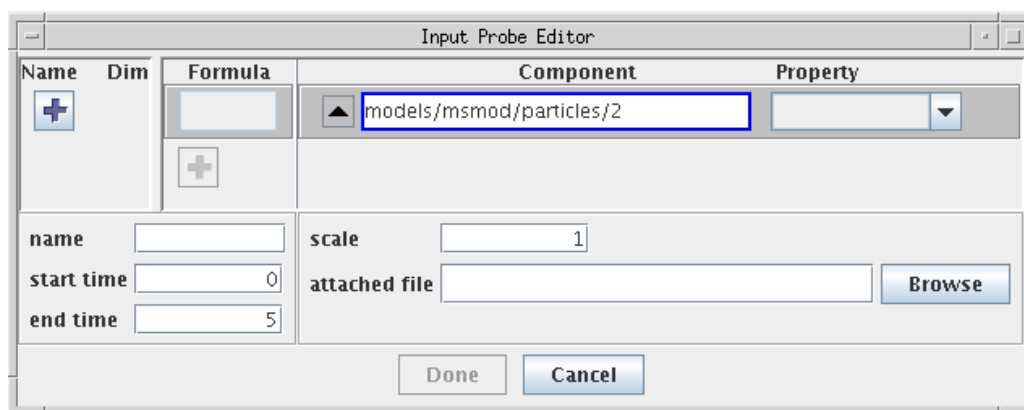 Input Probe Editor
Name Dim Formula Component Property
models/msmod/particles/2
name scale 1
start time 0 attached file Browse
end time 5
Done Cancel